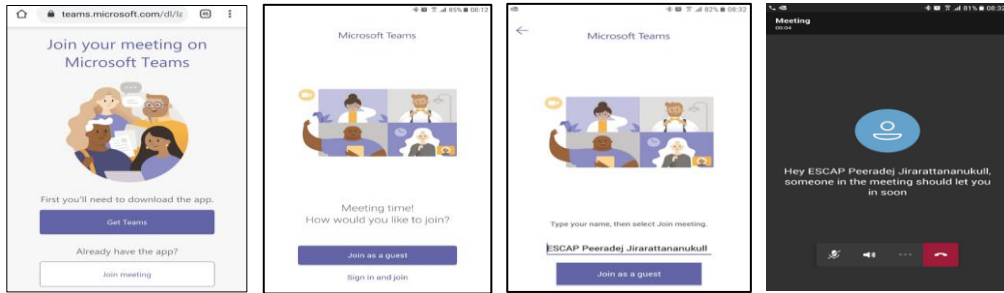 teams.microsoft.com/dl/la
Join your meeting on
Microsoft Teams
First you'll need to download the app.
Get Teams
Already have the app?
Join meeting
85% 08:12
Microsoft Teams
Meeting time!
How would you like to join?
Join as a guest
Sign in and join
82% 08:32
Microsoft Teams
Type your name, then select Join meeting.
ESCAP Peeradej Jirarattananukull
Join as a guest
81% 08:32
Meeting
00:04
Hey ESCAP Peeradej Jirarattananukull,
someone in the meeting should let you
in soon